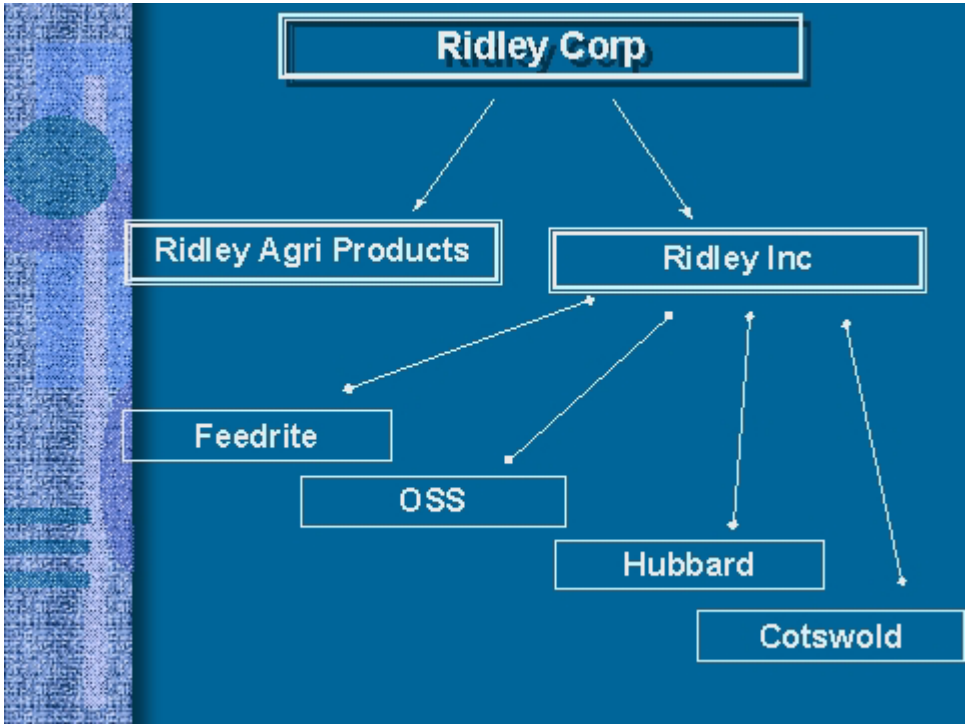 Ridley Corp
Ridley Agri Products
Ridley Inc
Feedrite
OSS
Hubbard
Cotswold